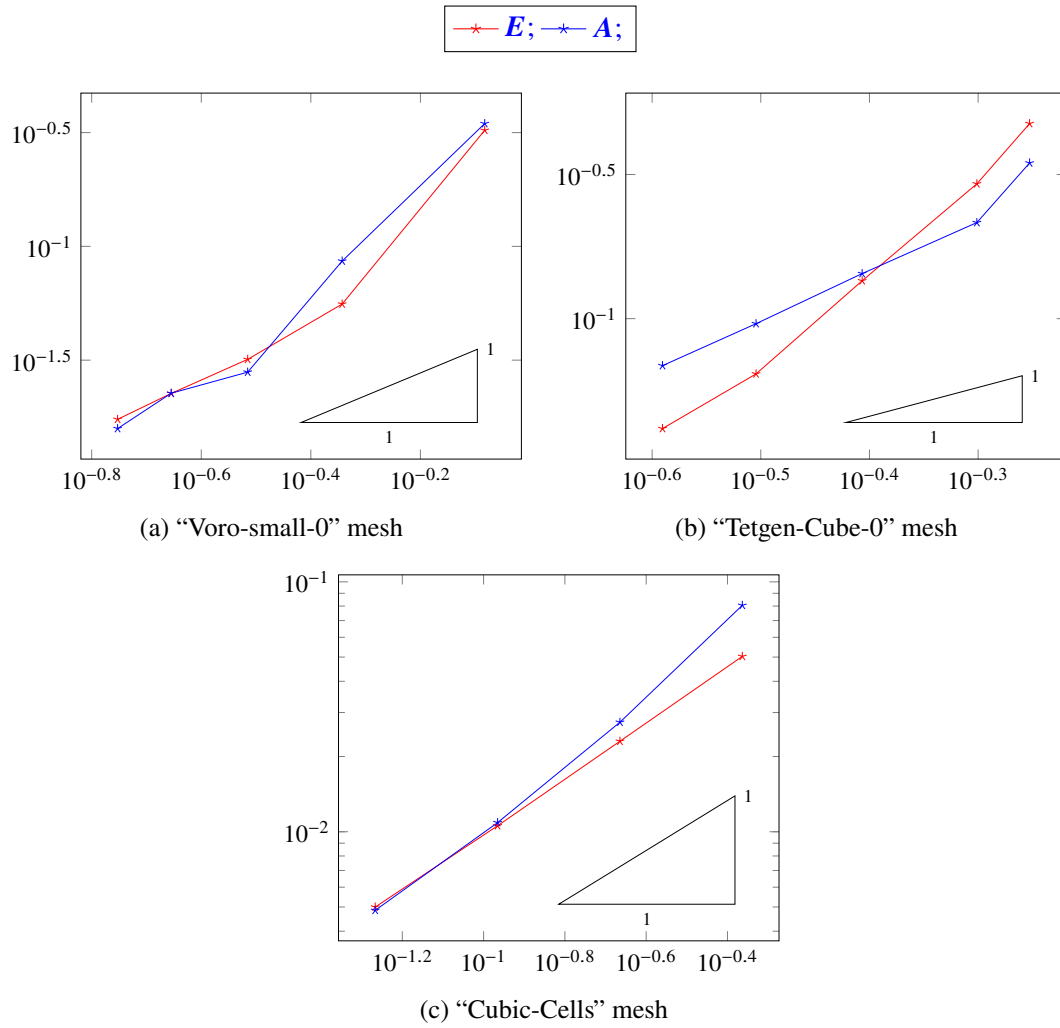 E; A;
10^{-0.5}
10^{-1}
10^{-1.5}
1
1
10^{-0.8} 10^{-0.6} 10^{-0.4} 10^{-0.2}
(a) “Voro-small-0” mesh
10^{-0.5}
10^{-1}
1
1
10^{-0.6} 10^{-0.5} 10^{-0.4} 10^{-0.3}
(b) “Tetgen-Cube-0” mesh
10^{-1}
10^{-2}
1
1
10^{-1.2} 10^{-1} 10^{-0.8} 10^{-0.6} 10^{-0.4}
(c) “Cubic-Cells” mesh